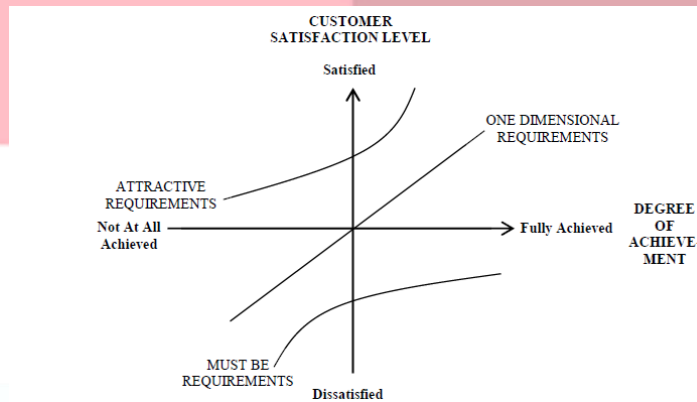 CUSTOMER
SATISFACTION LEVEL
Satisfied
ONE DIMENSIONAL
REQUIREMENTS
ATTRACTIVE
REQUIREMENTS
Not At All
Achieved
Fully Achieved
DEGREE
OF
ACHIEVE
MENT
MUST BE
REQUIREMENTS
Dissatisfied